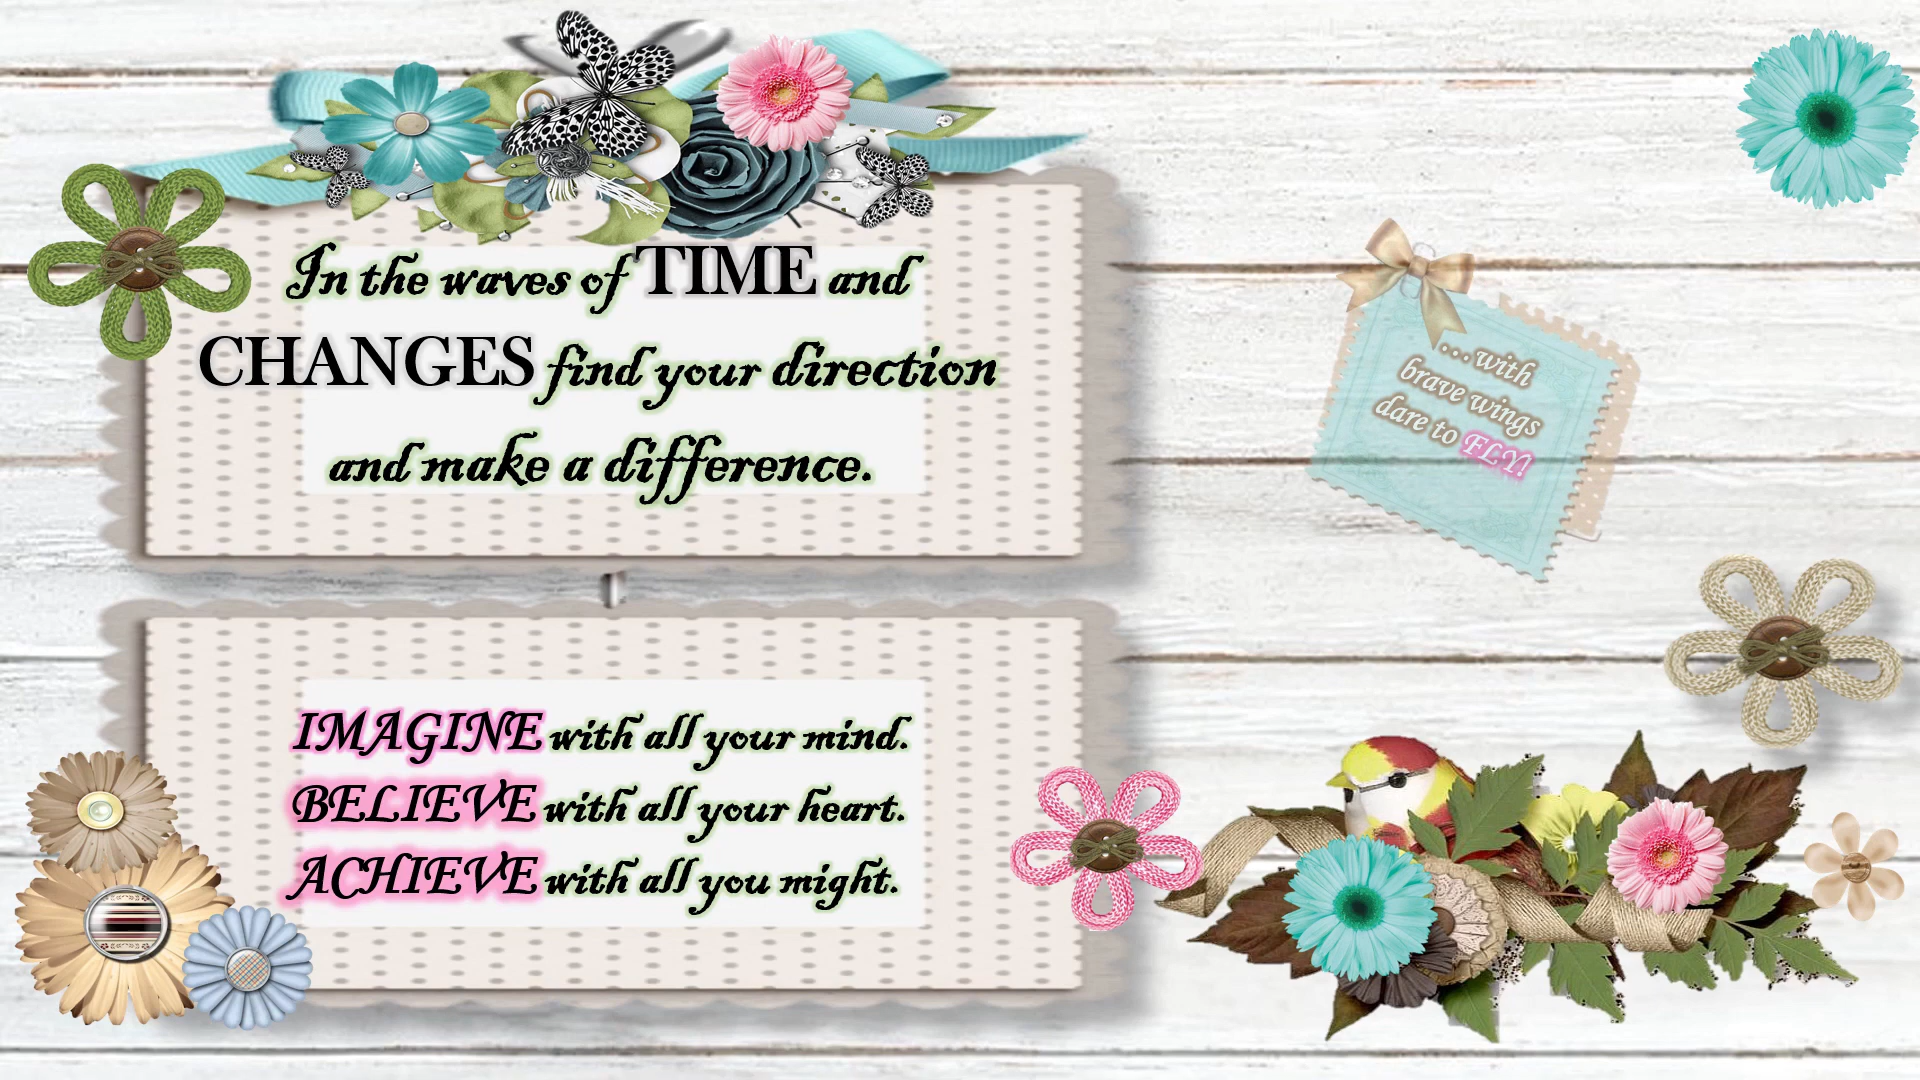 In the waves of TIME and
CHANGES find your direction
and make a difference.
IMAGINE with all your mind.
BELIEVE with all your heart.
ACHIEVE with all you might.
...with
brave wings
dare to FLY!